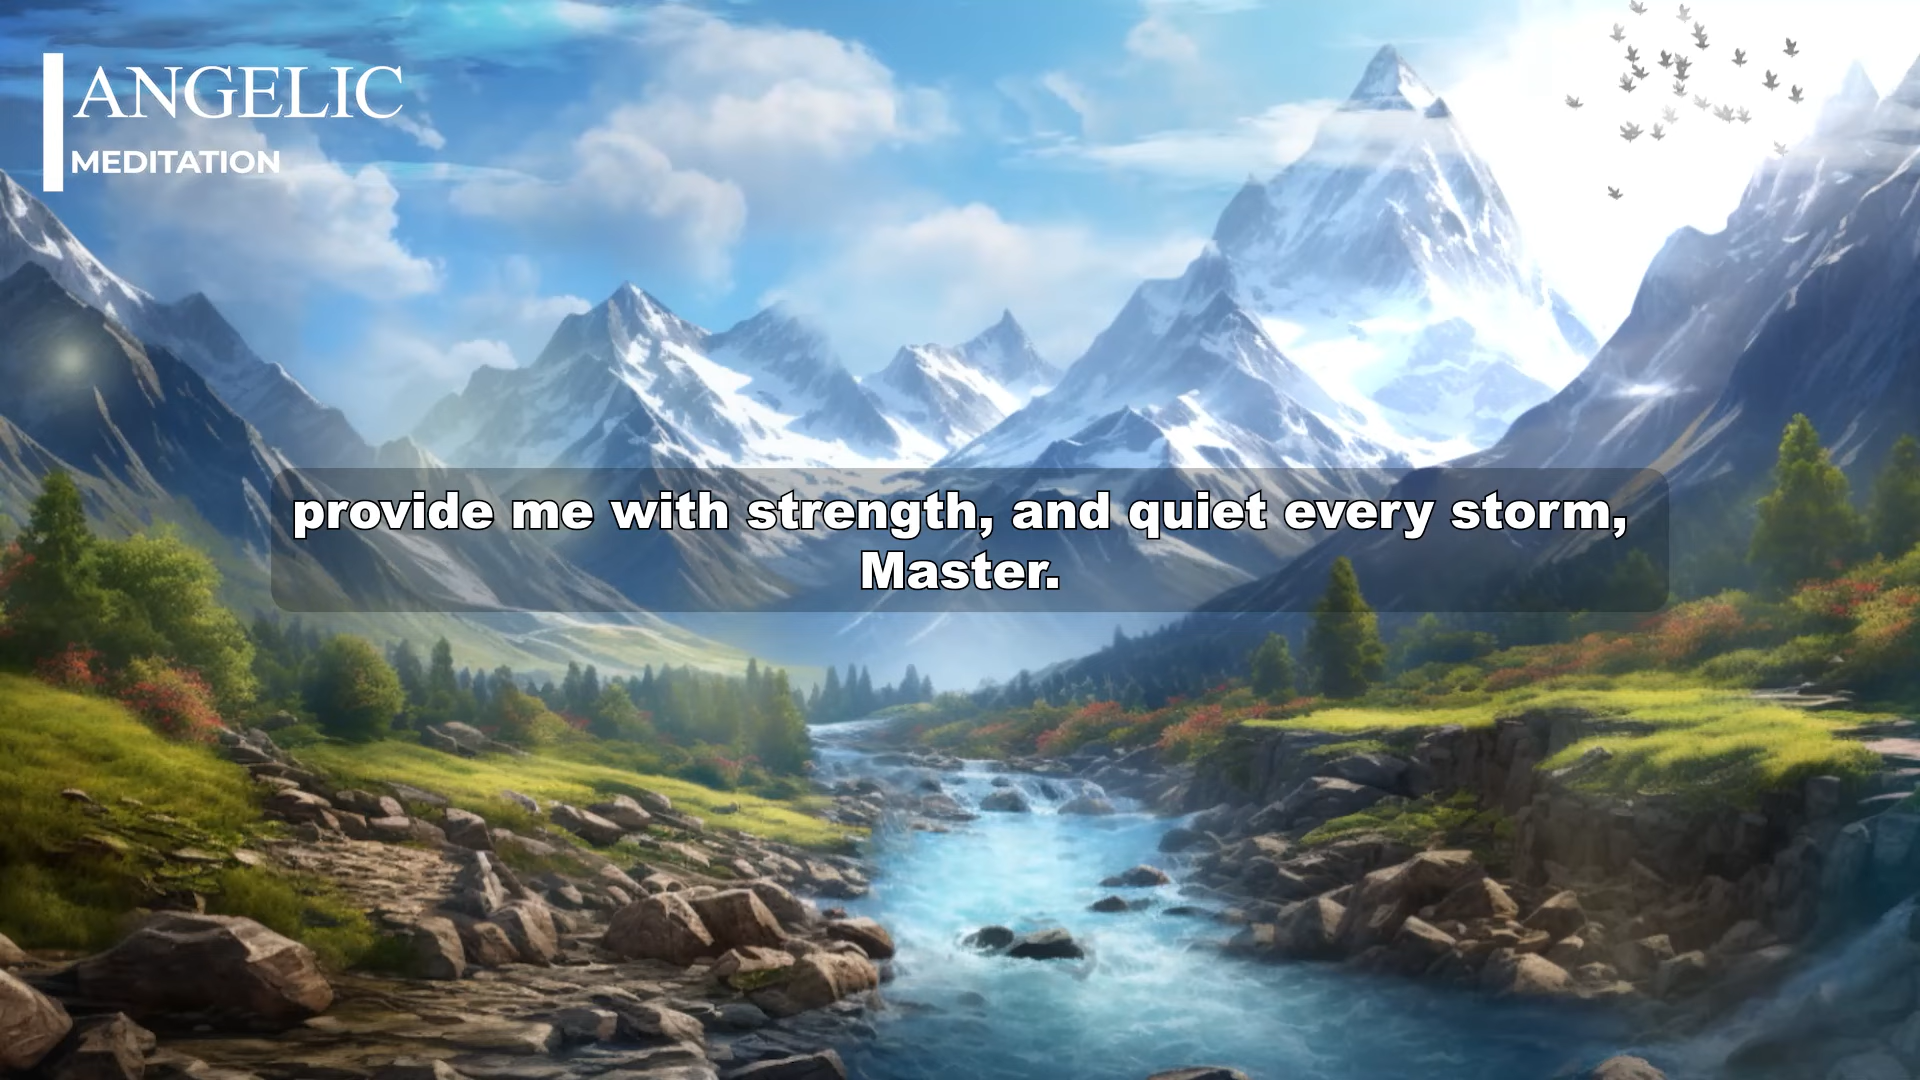 ANGELIC
MEDITATION
provide me with strength, and quiet every storm,
Master.